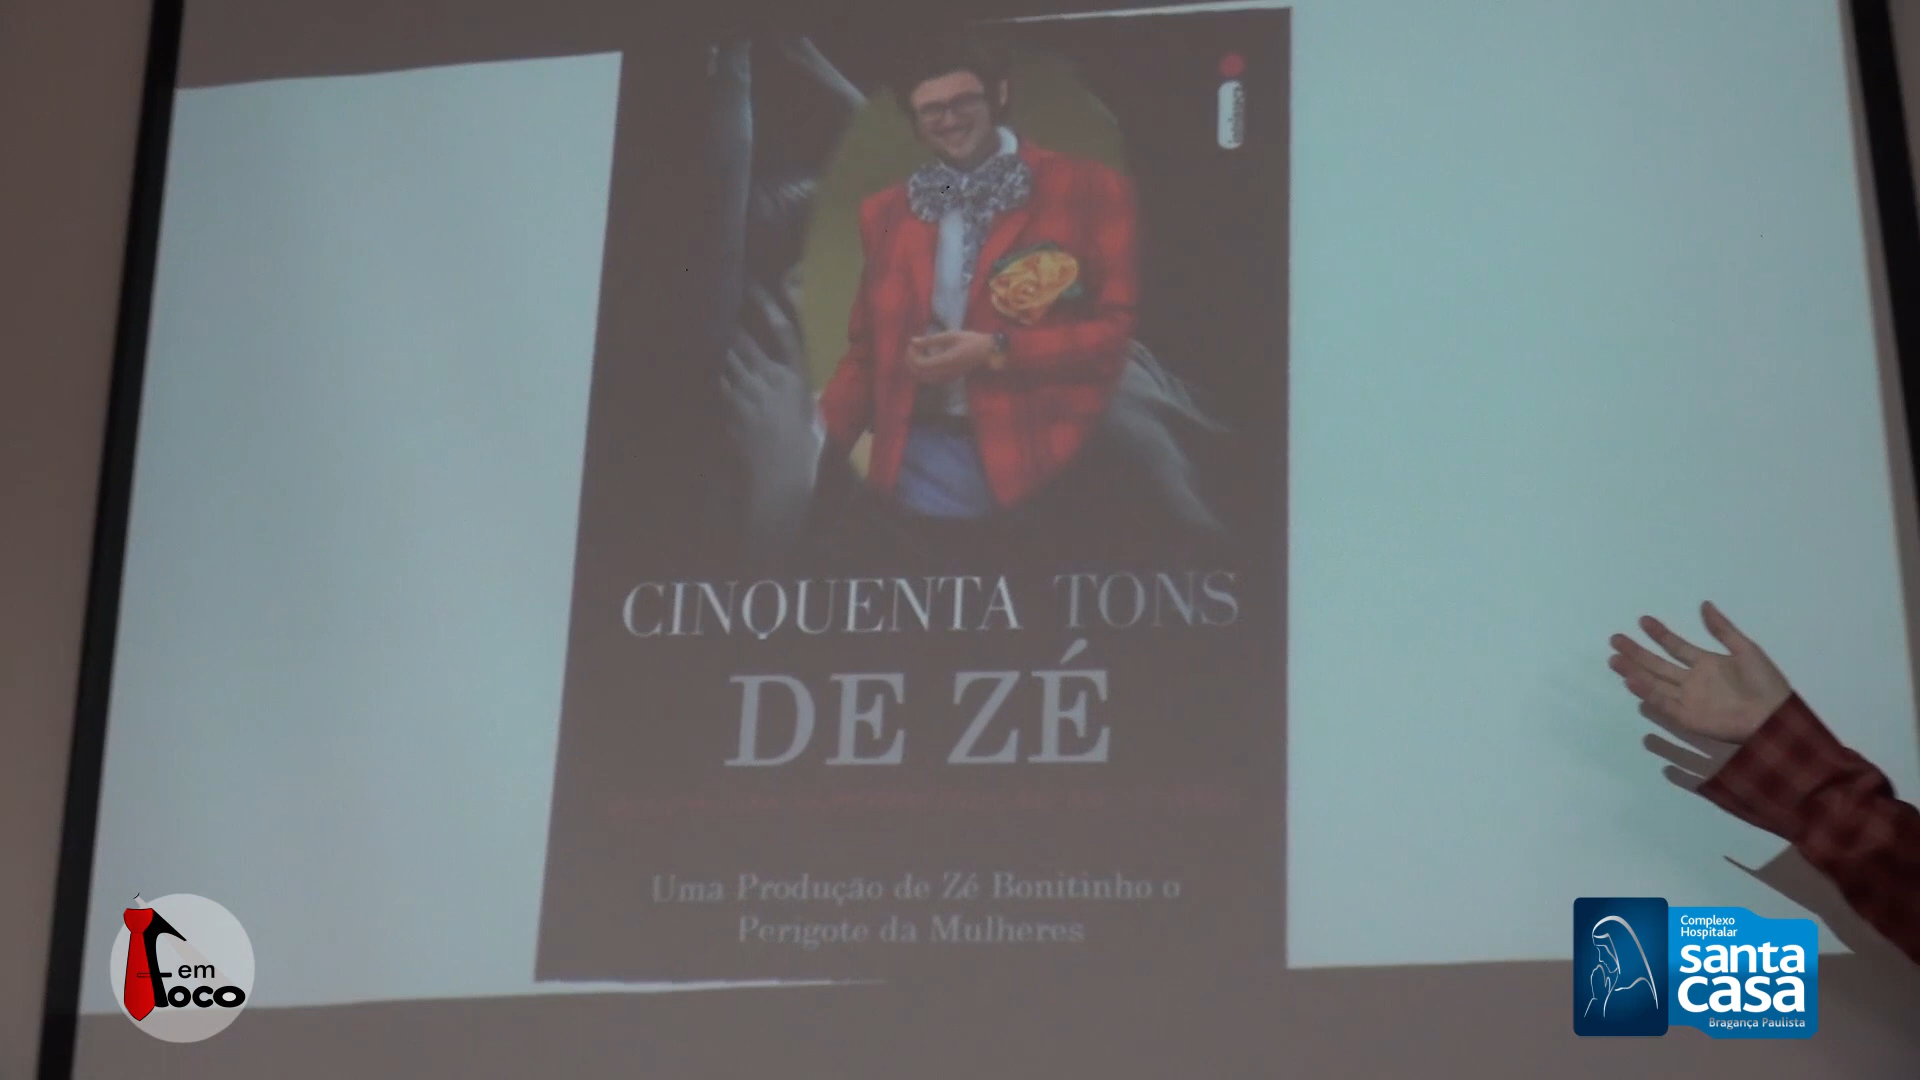 CINQUENTA TONS
DE ZÉ
Uma Produção de Zé Bonitinho o
Perigote da Mulheres
em
foco
Complexo
Hospitalar
santa
casa
Bragança Paulista